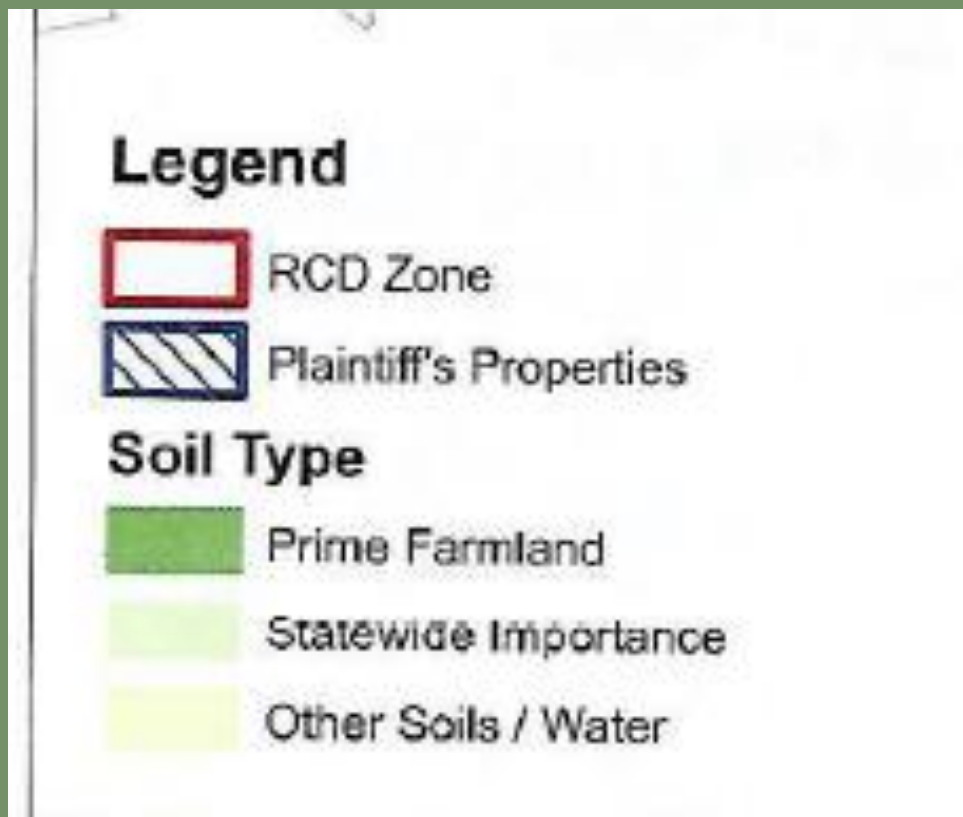 Legend
RCD Zone
Plaintiff's Properties
Soil Type
Prime Farmland
Statewide Importance
Other Soils / Water